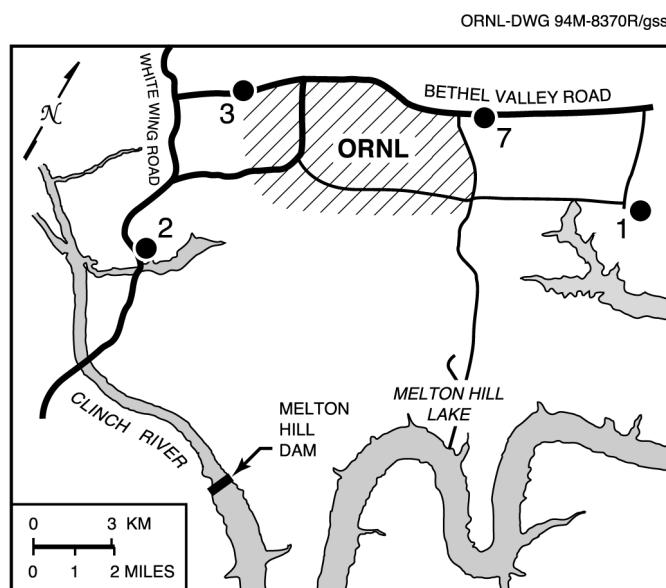 ORNL-DWG 94M-8370R/gss
N
WHITE WING ROAD
3
BETHEL VALLEY ROAD
7
ORNL
2
1
CLINCH RIVER
MELTON
HILL
DAM
MELTON HILL
LAKE
0 3 KM
0 1 2 MILES